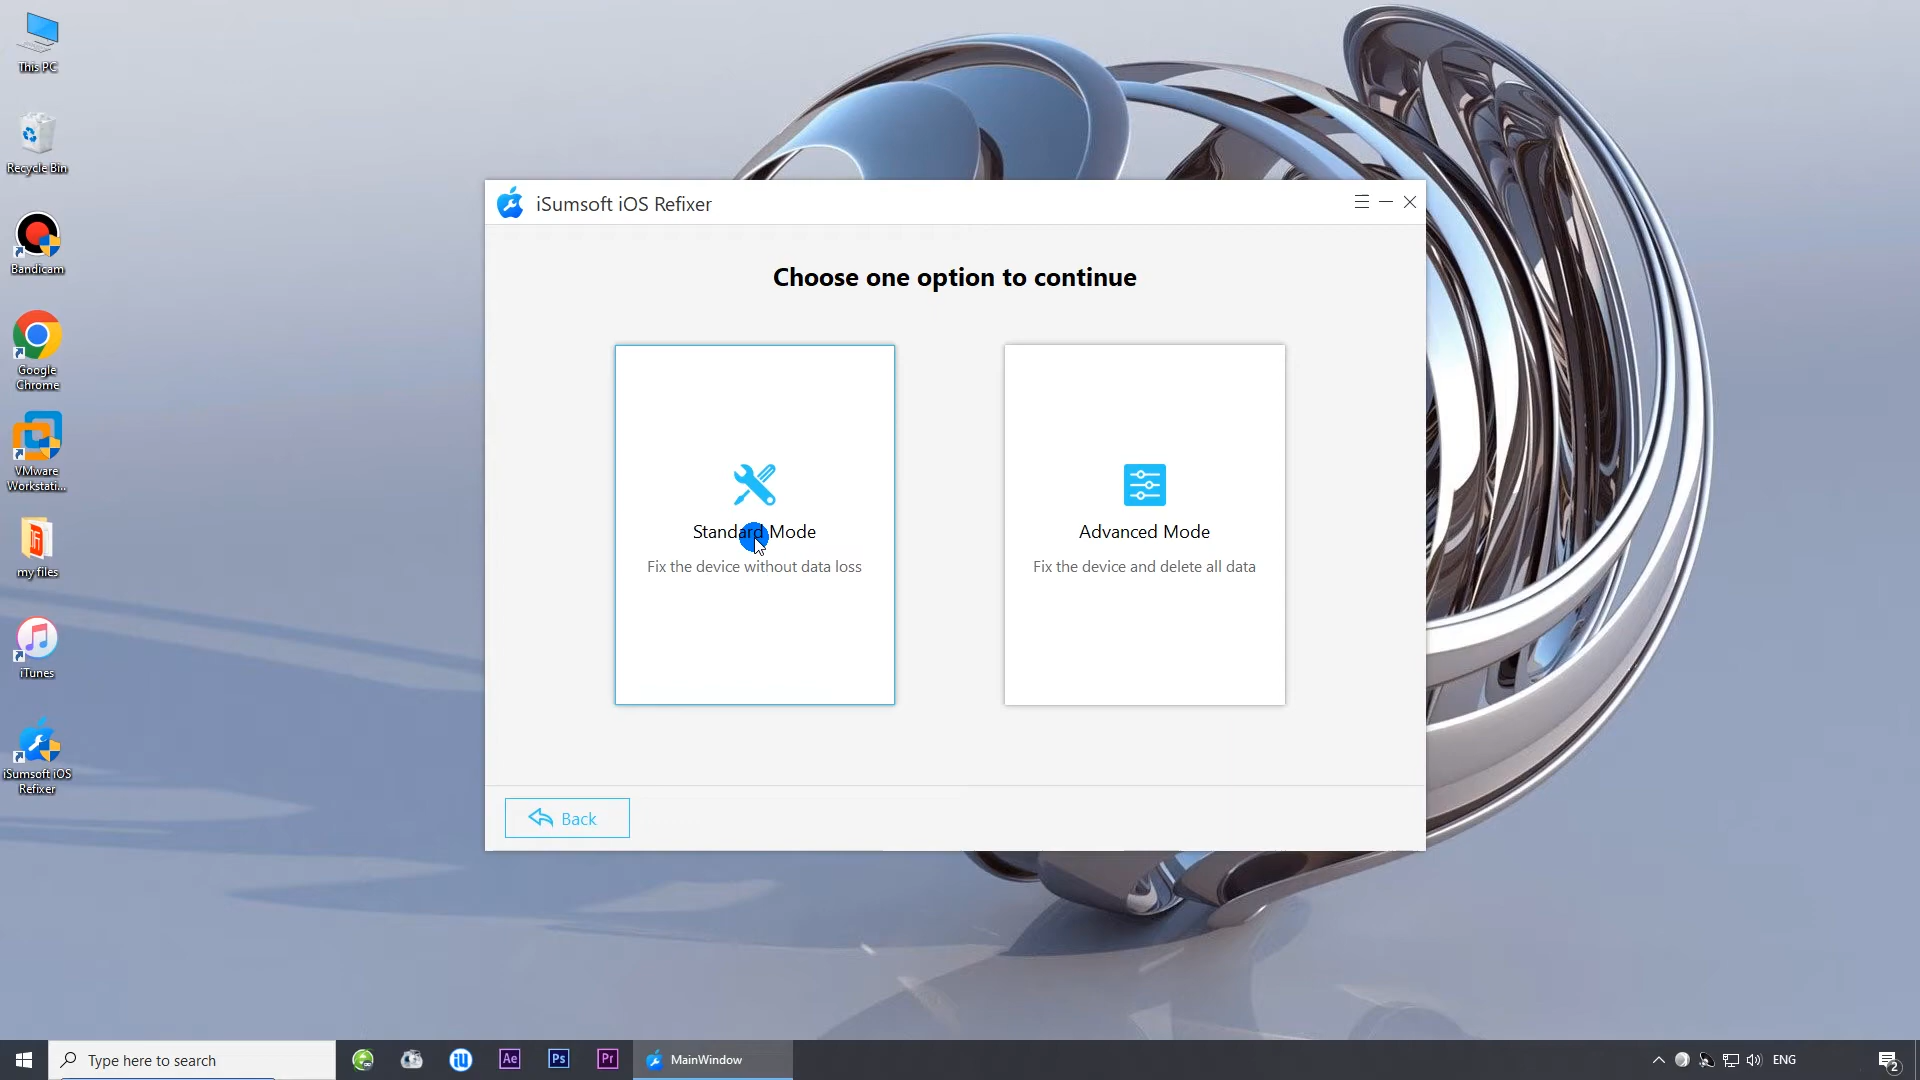 This PC
Recycle Bin
Bandicam
Google
Chrome
VMware
Workstati...
my files
iTunes
iSumsoft iOS
Refixer
iSumsoft iOS Refixer
Choose one option to continue
Standard Mode
Fix the device without data loss
Advanced Mode
Fix the device and delete all data
Back
Type here to search
iU
Ae
Ps
Pr
MainWindow
ENG
2